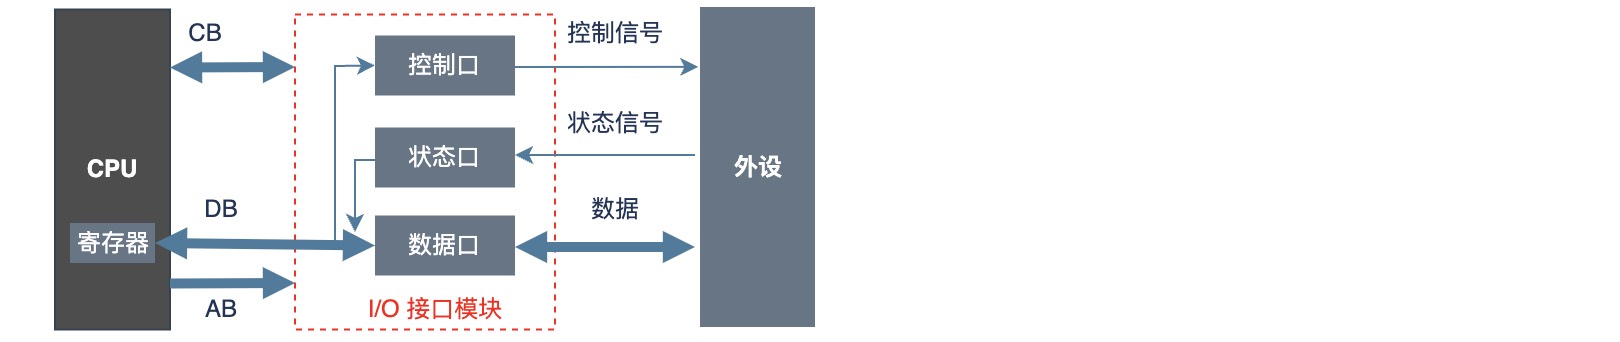 CB
控制信号
控制口
状态信号
CPU
状态口
外设
DB
数据
寄存器
数据口
AB
I/O 接口模块